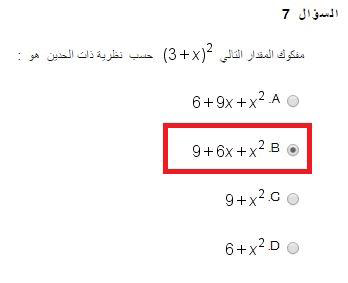 السؤال 7
مفكوك المقدار التالي (3+x)² حسب نظرية ذات الحدين هو :
6+9x+x² .A
9+6x+x² .B
9+x² .C
6+x² .D